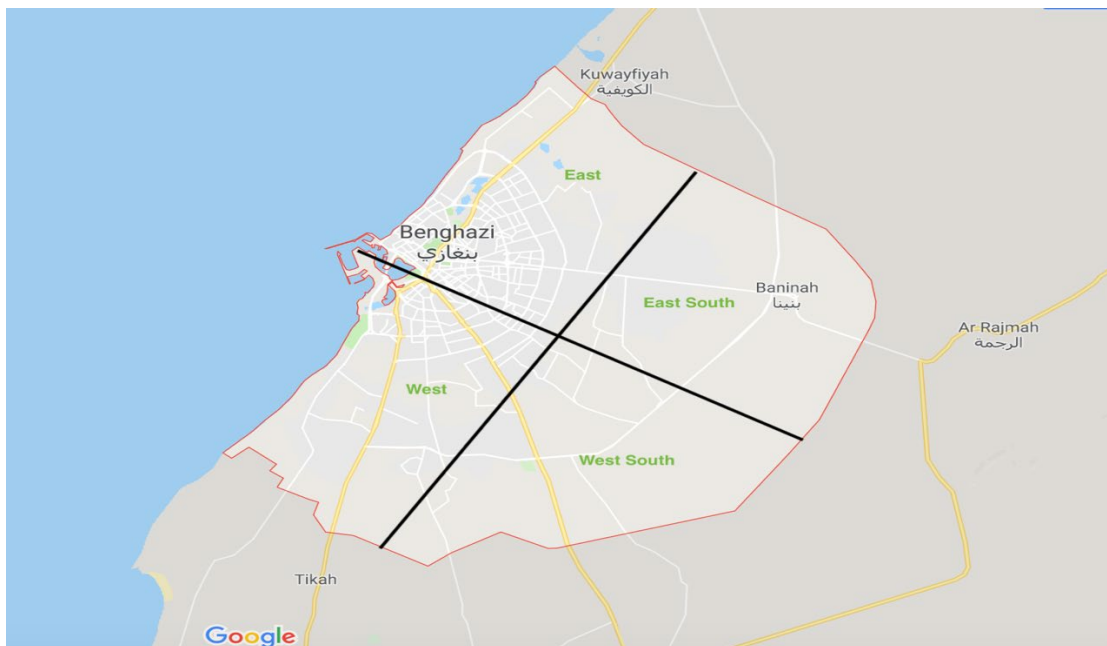 Kuwayfiyah
الكويفية
East
Benghazi
بنغازي
East South
Baninah
بنينا
Ar Rajmah
الرجمة
West
West South
Tikah
Google